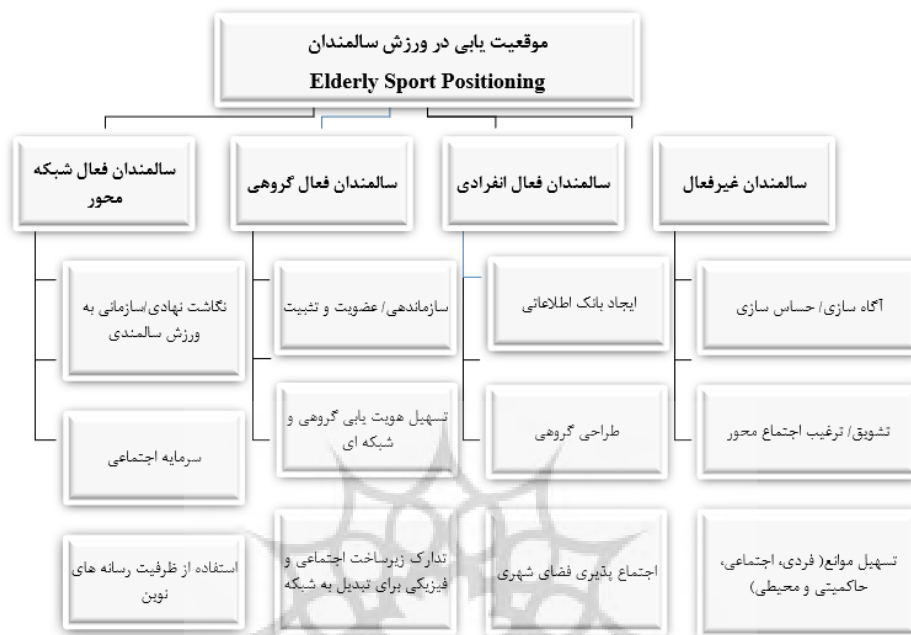 موقعیت یابی در ورزش سالمندان
Elderly Sport Positioning
سالمندان غیرفعال
سالمندان فعال انفرادی
سالمندان فعال گروهی
سالمندان فعال شبکه
محور
آگاه سازی/ حساس سازی
تشویق/ ترغیب اجتماع محور
تسهیل موانع( فردی، اجتماعی،
حاکمیتی و محیطی)
ایجاد بانک اطلاعاتی
طراحی گروهی
اجتماع پذیری فضای شهری
سازماندهی/ عضویت و تثبیت
تسهیل هویت یابی گروهی و
شبکه ای
تدارک زیرساخت اجتماعی و
فیزیکی برای تبدیل به شبکه
نگاشت نهادی/سازمانی به
ورزش سالمندی
سرمایه اجتماعی
استفاده از ظرفیت رسانه های
نوین